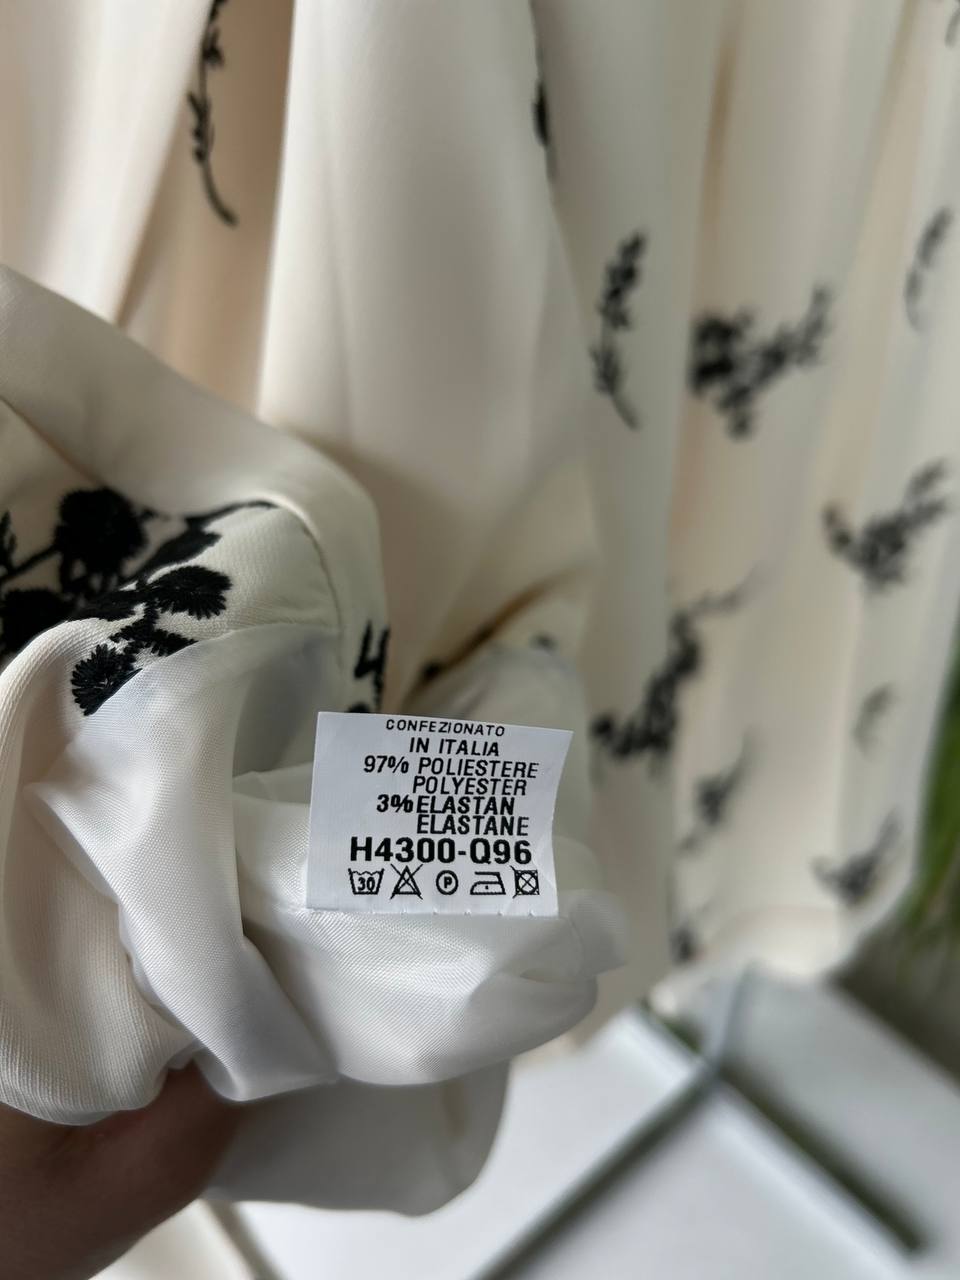 CONFEZIONATO
IN ITALIA
97% POLIESTERE
POLYESTER
3% ELASTAN
ELASTANE
H4300-Q96
30 P